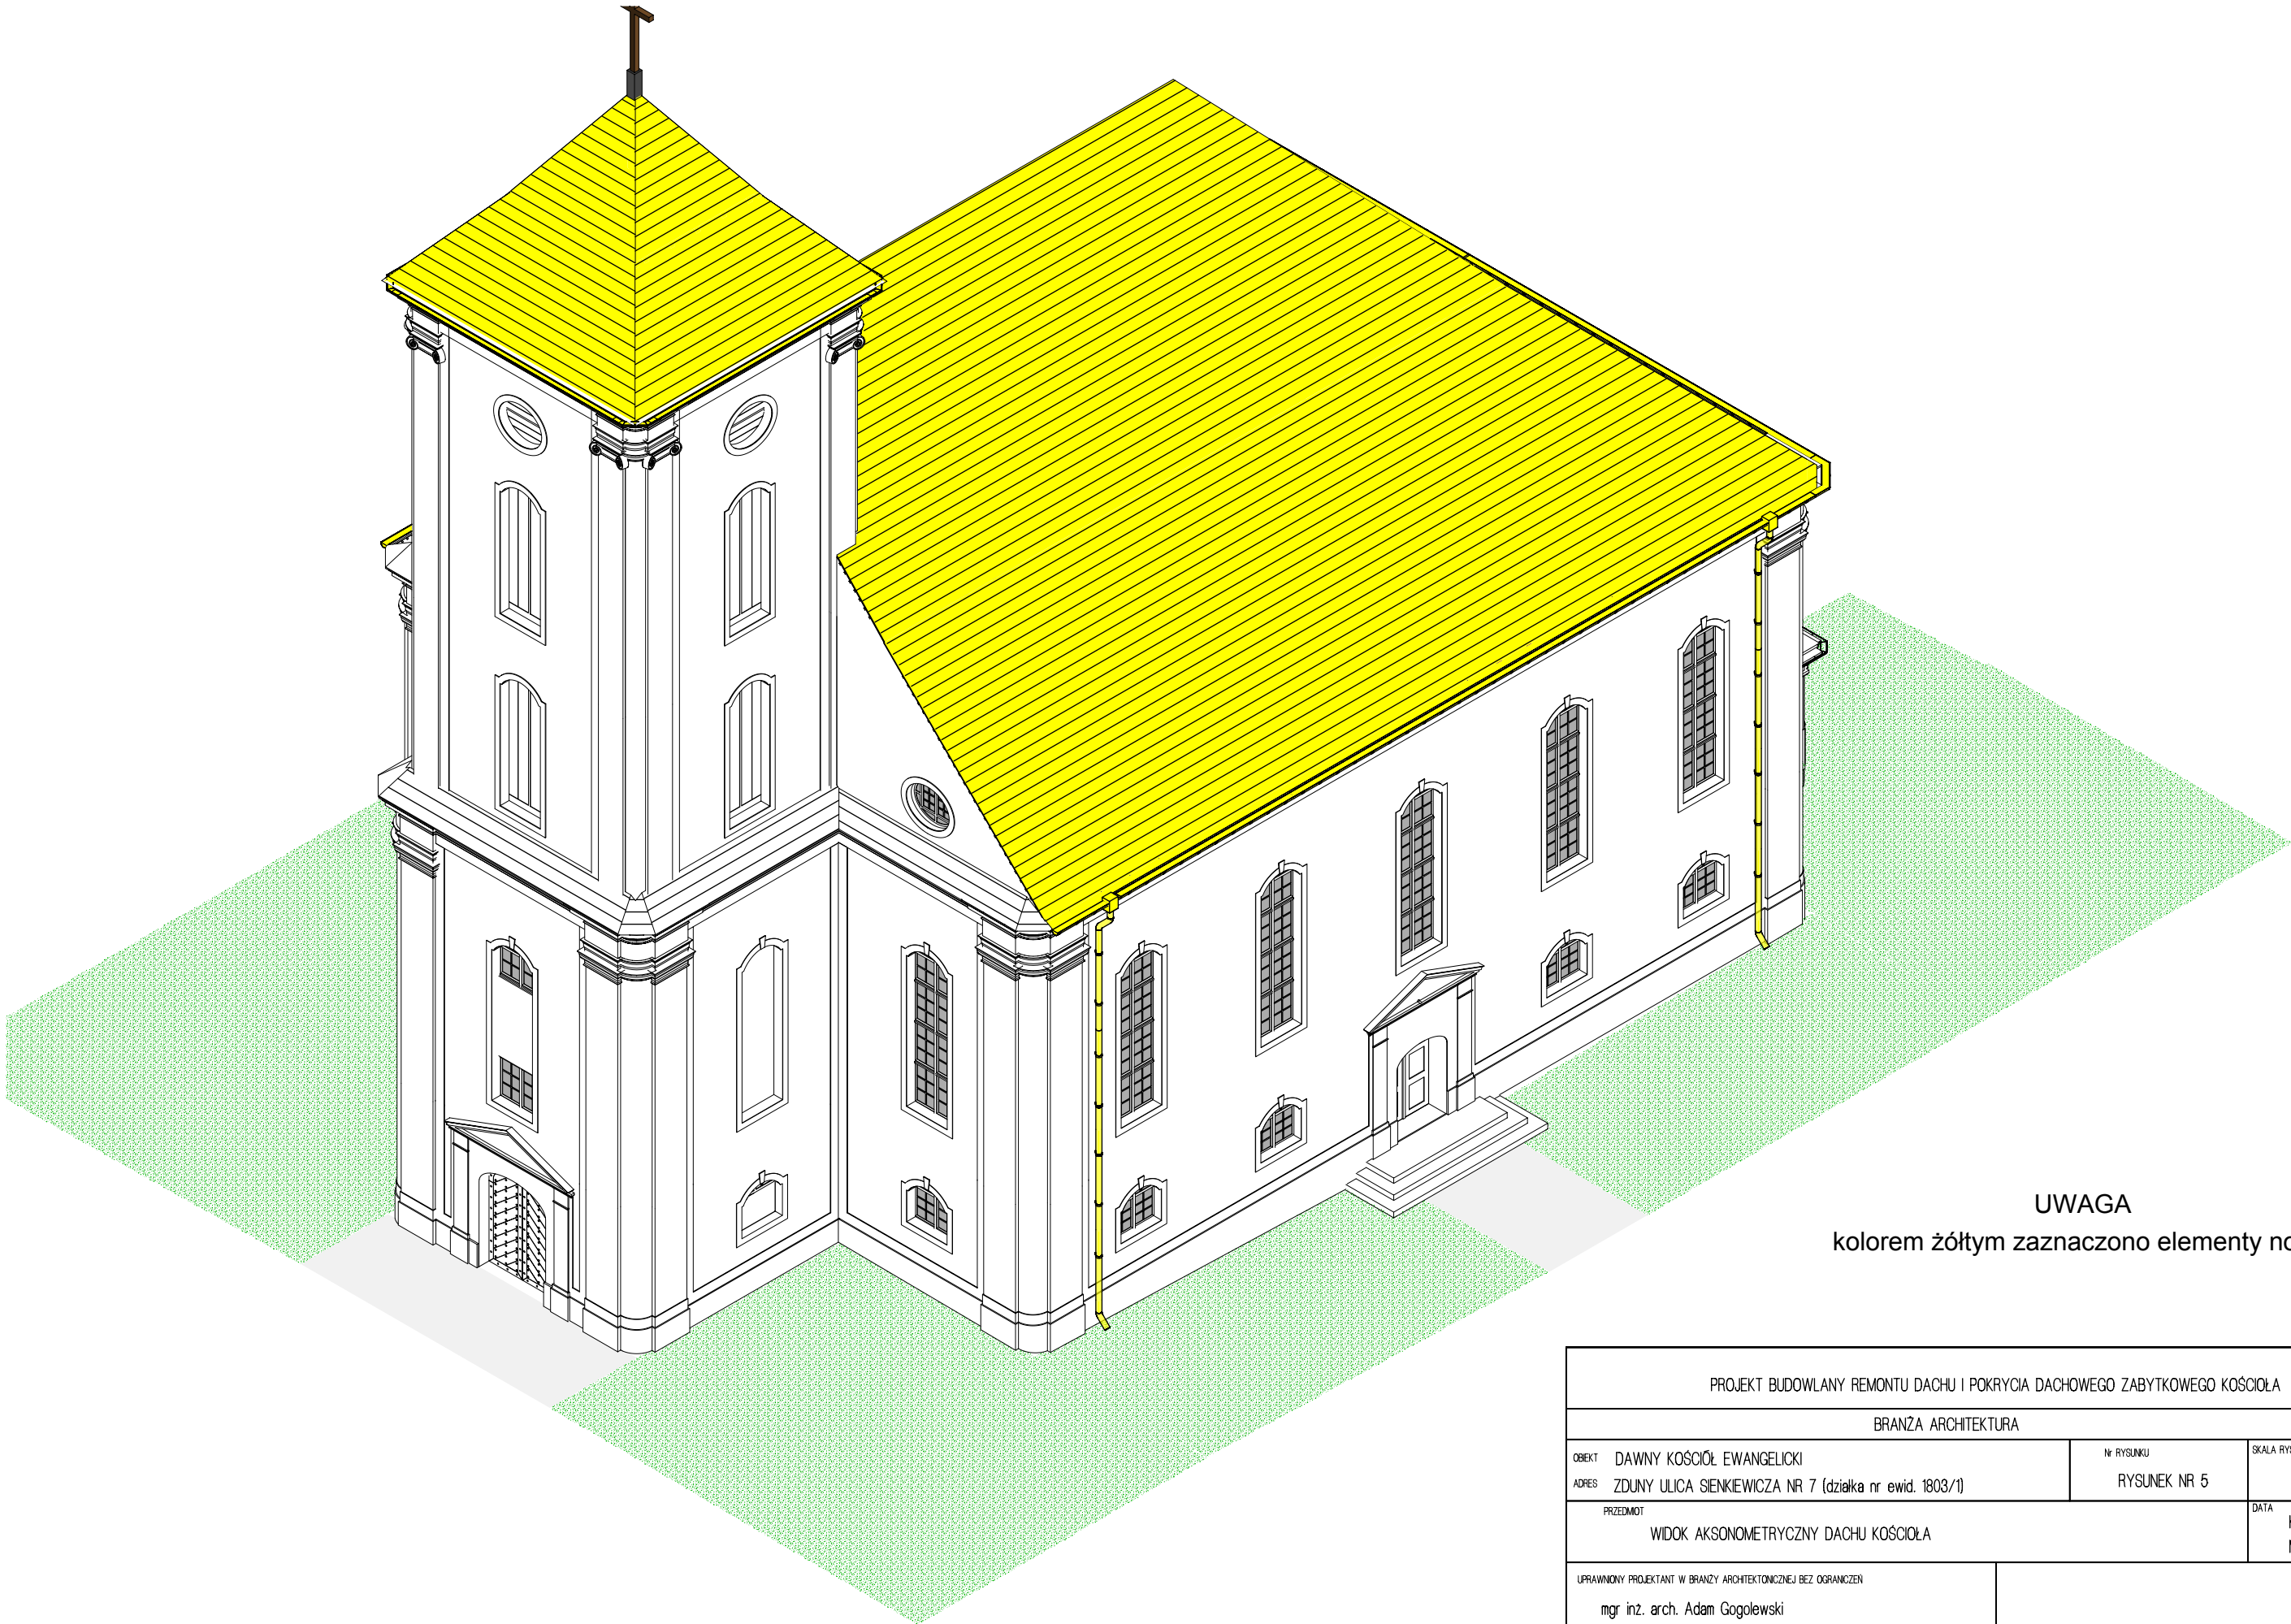 UWAGA
kolorem żółtym zaznaczono elementy
PROJEKT BUDOWLANY REMONTU DACHU I POKRYCIA DACHOWEGO ZABYTKOWEGO KOŚCIOŁA
BRANŻA ARCHITEKTURA
OBIEKT DAWNY KOŚCIÓŁ EWANGELICKI
ADRES ZDUNY ULICA SIENKIEWICZA NR 7 (działka nr ewid. 1803/1)
Nr RYSUNKU
RYSUNEK NR 5
SKALA
PRZEDMIOT
WIDOK AKSONOMETRYCZNY DACHU KOŚCIOŁA
DATA
UPRAWNIONY PROJEKTANT W BRANŻY ARCHITEKTONICZNEJ BEZ OGRANICZEŃ
mgr inż. arch. Adam Gogolewski